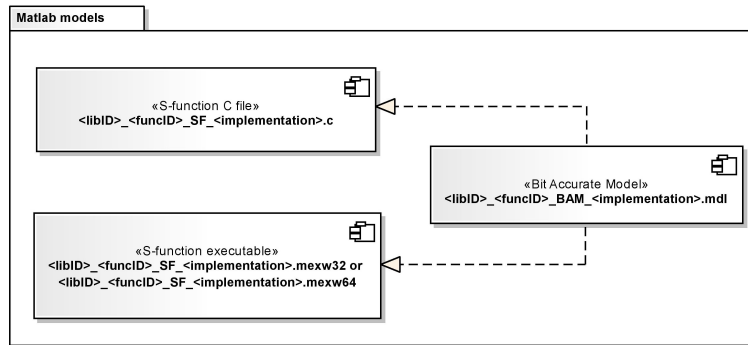 Matlab models
«S-function C file»
<libID>_<funcID>_SF_<implementation>.c
«Bit Accurate Model»
<libID>_<funcID>_BAM_<implementation>.mdl
«S-function executable»
<libID>_<funcID>_SF_<implementation>.mexw32 or
<libID>_<funcID>_SF_<implementation>.mexw64